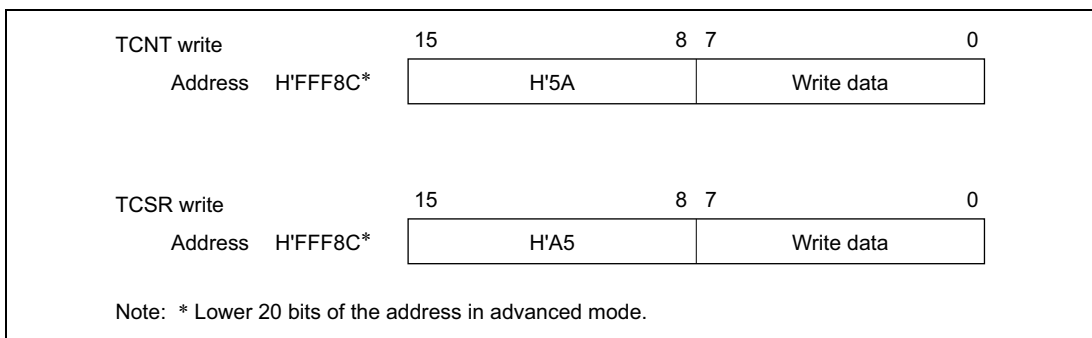 TCNT write 15 8 7 0
Address H'FFF8C* H'5A Write data
TCSR write 15 8 7 0
Address H'FFF8C* H'A5 Write data
Note: * Lower 20 bits of the address in advanced mode.